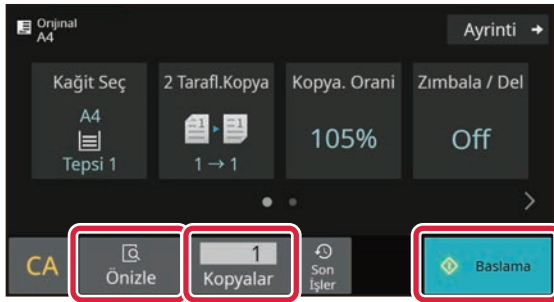 Orijinal
A4
Ayrinti
Kağit Seç
A4
Tepsi 1
2 Tarafl.Kopya
1 → 1
Kopya. Orani
105%
Zımbala / Del
Off
CA
Önizle
1
Kopyalar
Son
İşler
Baslama